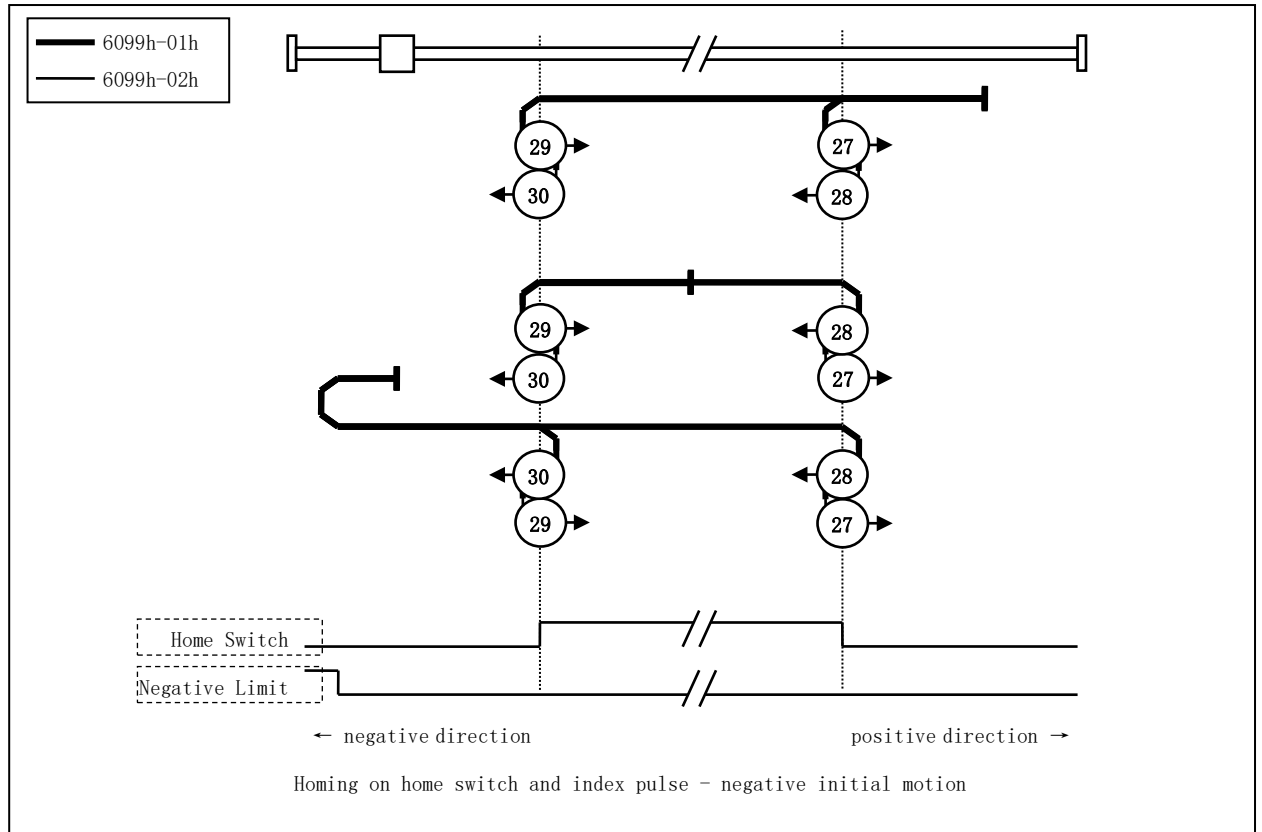 6099h-01h
6099h-02h
29
27
30
28
29
28
30
27
30
28
29
27
Home Switch
Negative Limit
← negative direction
positive direction →
Homing on home switch and index pulse - negative initial motion